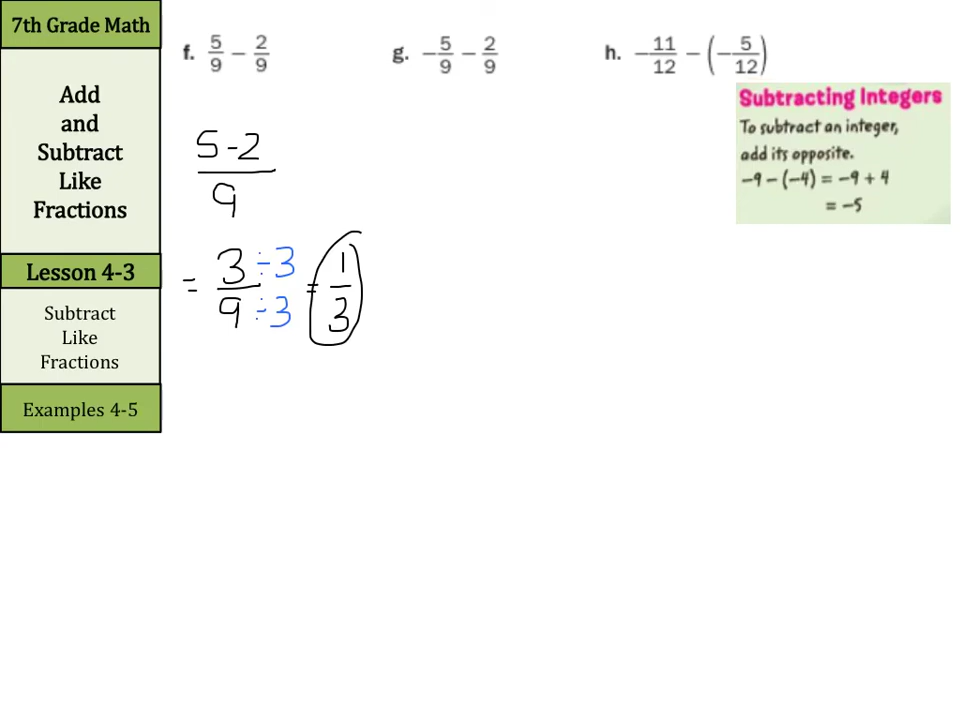 7th Grade Math
Add
and
Subtract
Like
Fractions
Lesson 4-3
Subtract
Like
Fractions
Examples 4-5
f. 5/9 − 2/9
g. −5/9 − 2/9
h. −11/12 − (−5/12)
Subtracting Integers
To subtract an integer,
add its opposite.
−9 − (−4) = −9 + 4
= −5
5-2
9
= 3/9 ÷3/÷3 = 1/3